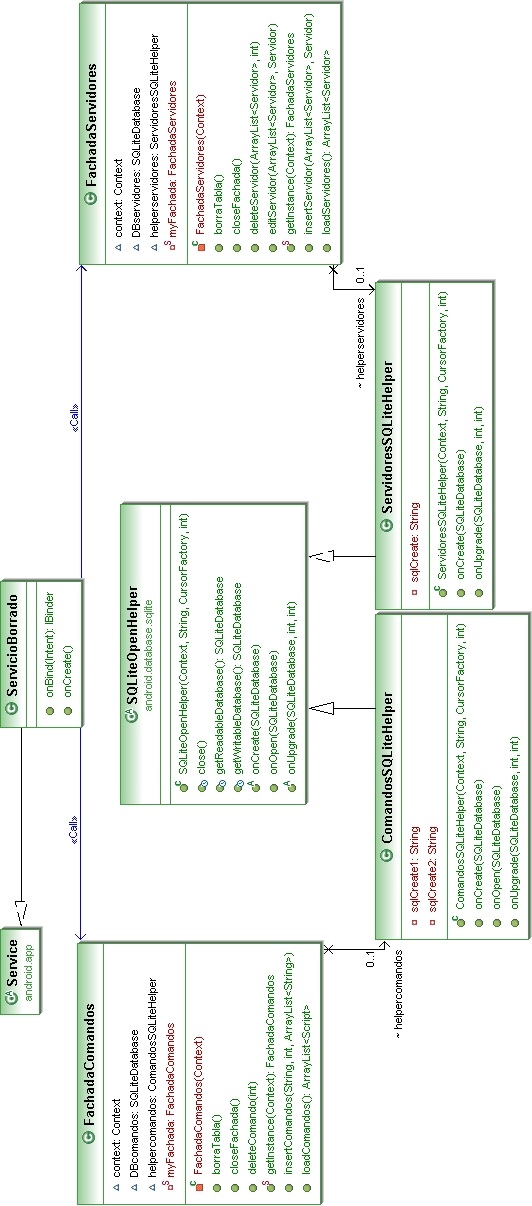 Service
android.app
ServicioBorrado
onBind(Intent): IBinder
onCreate()
«Call»
«Call»
FachadaComandos
context: Context
DBcomandos: SQLiteDatabase
helpercomandos: ComandosSQLiteHelper
myFachada: FachadaComandos
FachadaComandos(Context)
borraTabla()
closeFachada()
deleteComando(int)
getInstance(Context): FachadaComandos
insertComandos(String, int, ArrayList<String>)
loadComandos(): ArrayList<Script>
SQLiteOpenHelper
android.database.sqlite
SQLiteOpenHelper(Context, String, CursorFactory, int)
close()
getReadableDatabase(): SQLiteDatabase
getWritableDatabase(): SQLiteDatabase
onCreate(SQLiteDatabase)
onOpen(SQLiteDatabase)
onUpgrade(SQLiteDatabase, int, int)
FachadaServidores
context: Context
DBservidores: SQLiteDatabase
helperservidores: ServidoresSQLiteHelper
myFachada: FachadaServidores
FachadaServidores(Context)
borraTabla()
closeFachada()
deleteServidor(ArrayList<Servidor>, int)
editServidor(ArrayList<Servidor>, Servidor)
getInstance(Context): FachadaServidores
insertServidor(ArrayList<Servidor>, Servidor)
loadServidores(): ArrayList<Servidor>
0..1
~ helpercomandos
0..1
~ helperservidores
ComandosSQLiteHelper
sqlCreate1: String
sqlCreate2: String
ComandosSQLiteHelper(Context, String, CursorFactory, int)
onCreate(SQLiteDatabase)
onOpen(SQLiteDatabase)
onUpgrade(SQLiteDatabase, int, int)
ServidoresSQLiteHelper
sqlCreate: String
ServidoresSQLiteHelper(Context, String, CursorFactory, int)
onCreate(SQLiteDatabase)
onUpgrade(SQLiteDatabase, int, int)